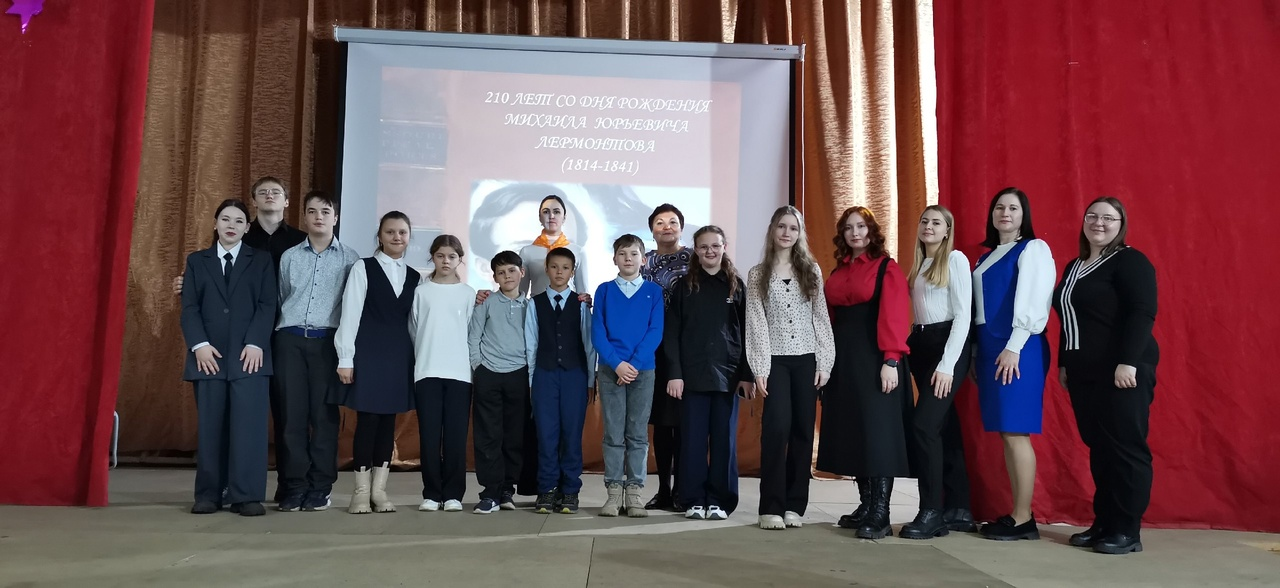 210 ЛЕТ СО ДНЯ РОЖДЕНИЯ
МИХАИЛА ЮРЬЕВИЧА
ЛЕРМОНТОВА
(1814-1841)